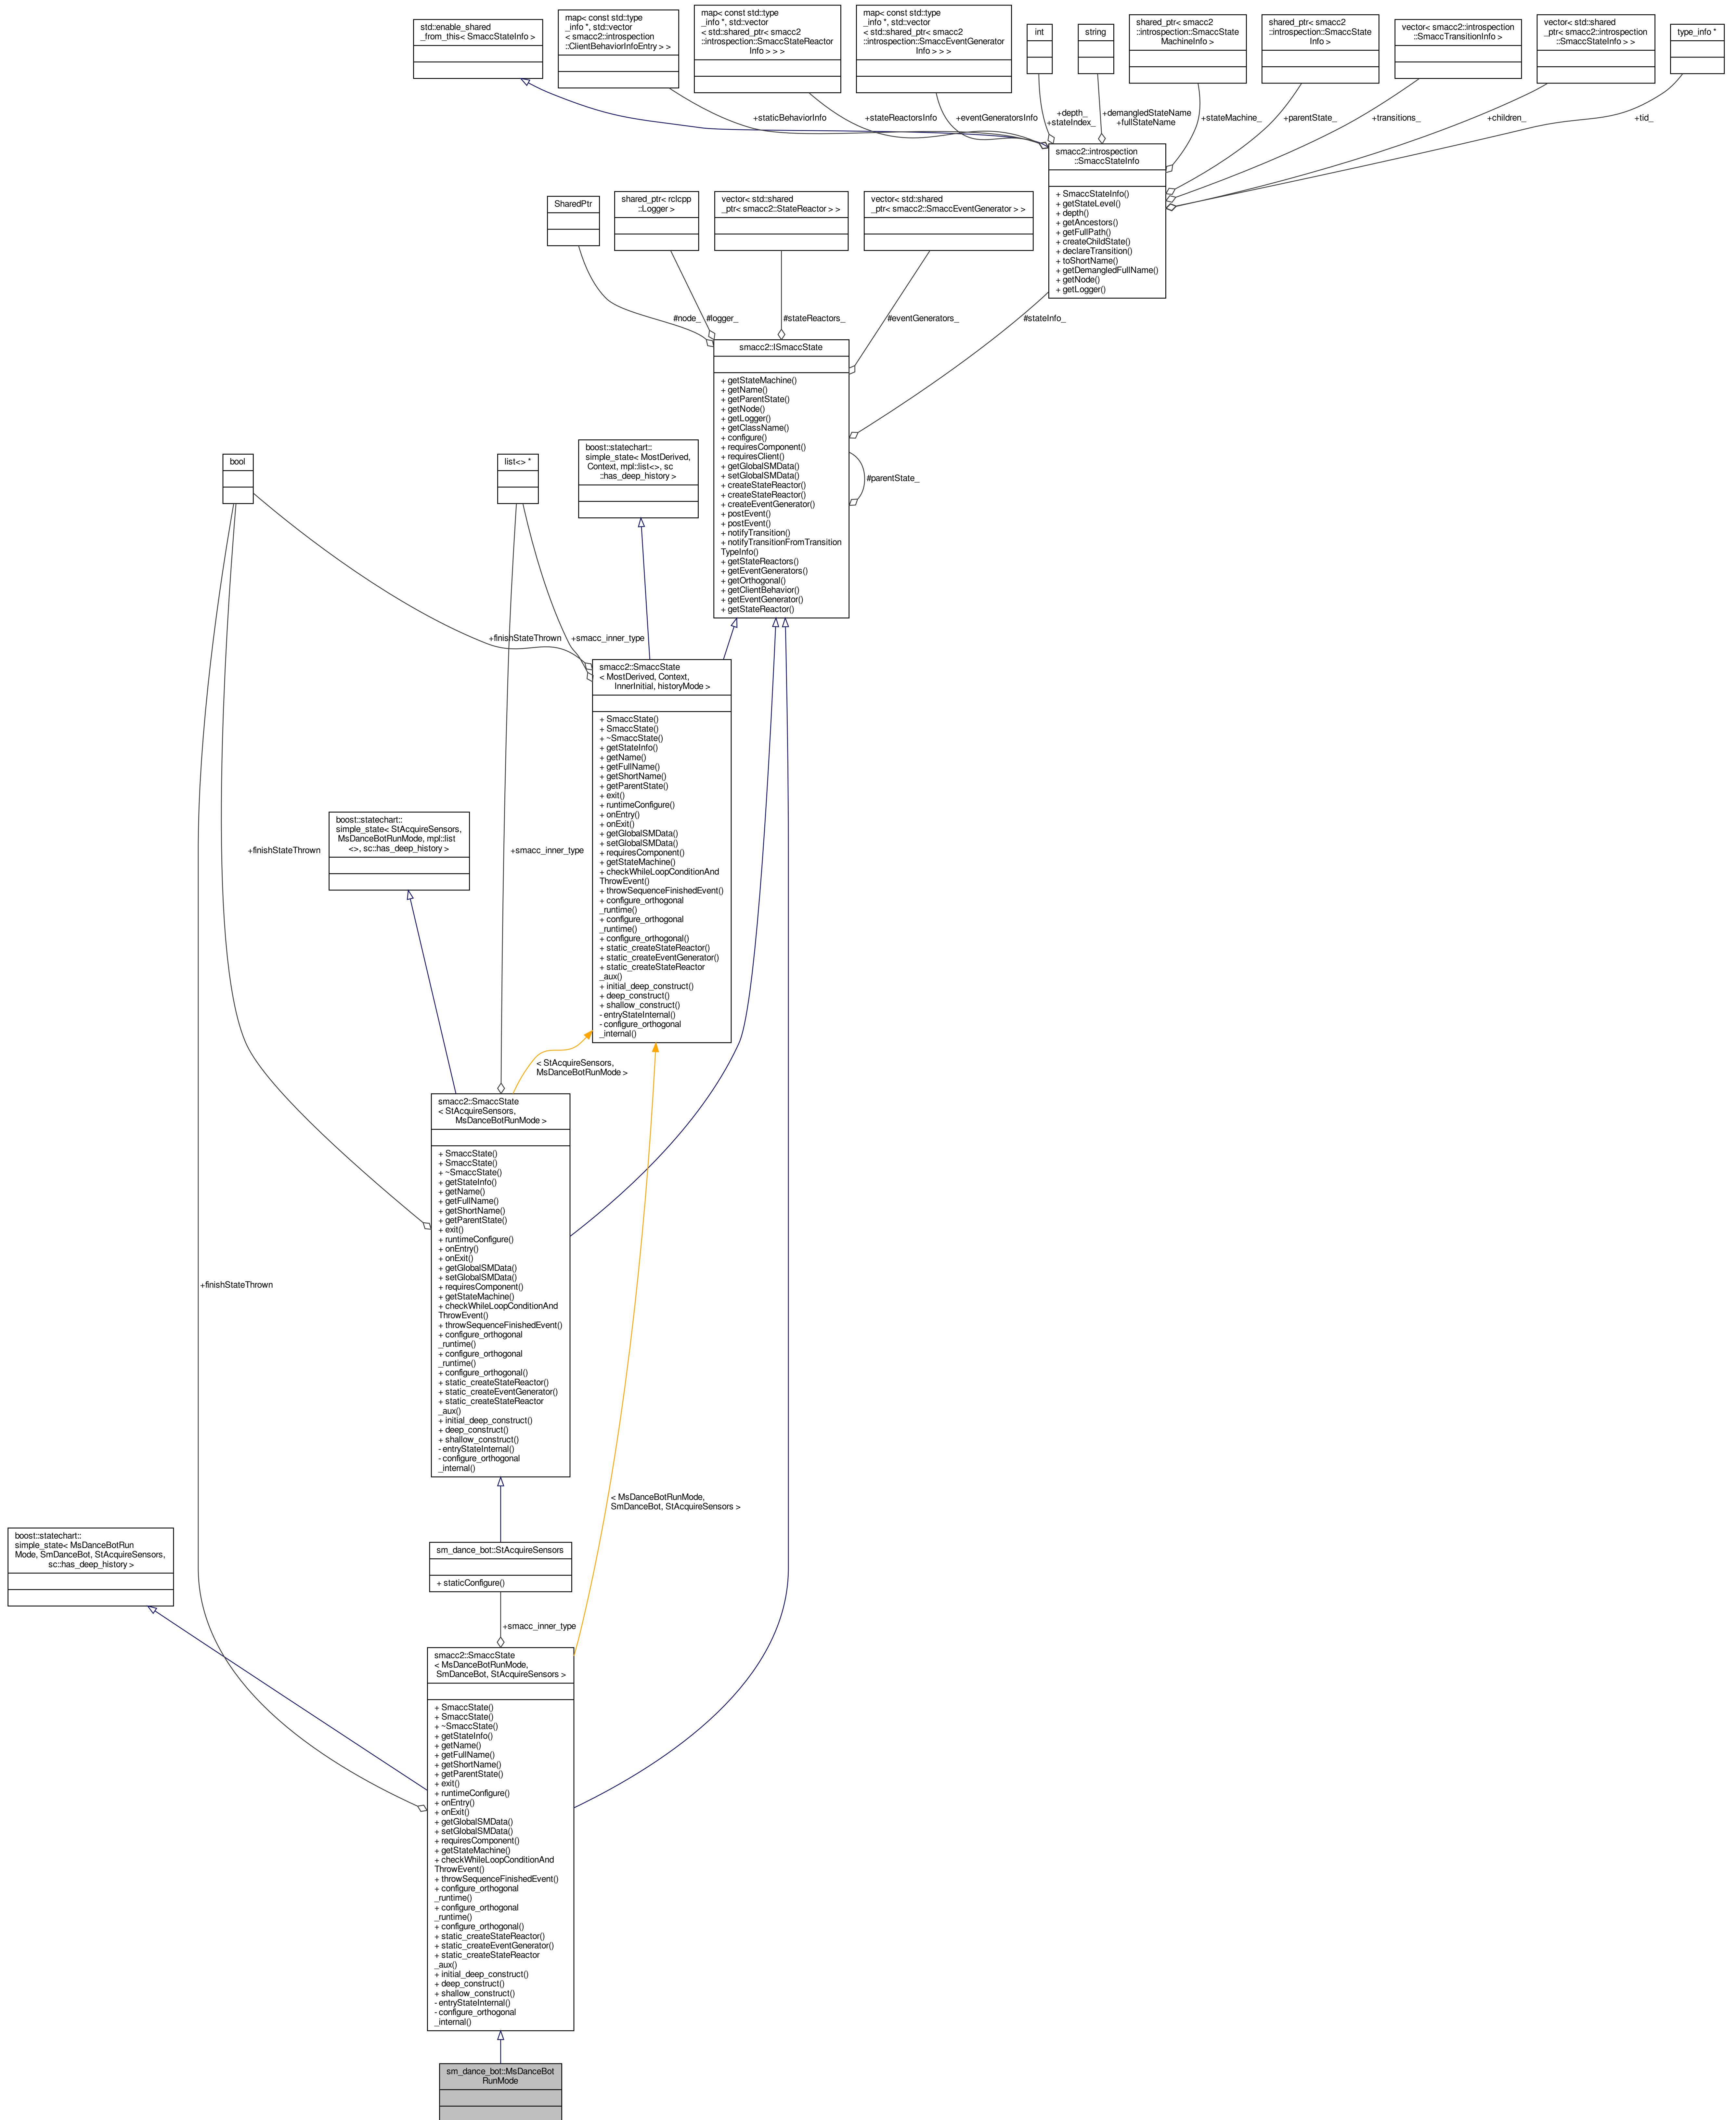 std::enable_shared
_from_this< SmaccStateInfo >
map< const std::type
_info *, std::vector
< smacc2::introspection
::ClientBehaviorInfoEntry > >
map< const std::type
_info *, std::vector
< std::shared_ptr< smacc2
::introspection::SmaccStateReactor
Info > > >
map< const std::type
_info *, std::vector
< std::shared_ptr< smacc2
::introspection::SmaccEventGenerator
Info > > >
int
string
shared_ptr< smacc2
::introspection::SmaccState
MachineInfo >
shared_ptr< smacc2
::introspection::SmaccState
Info >
vector< smacc2::introspection
::SmaccTransitionInfo >
vector< std::shared
_ptr< smacc2::introspection
::SmaccStateInfo > >
type_info *
+staticBehaviorInfo
+stateReactorsInfo
+eventGeneratorsInfo
+depth_
+stateIndex_
+demangledStateName
+fullStateName
+stateMachine_
+parentState_
+transitions_
+children_
+tid_
smacc2::introspection
::SmaccStateInfo
+ SmaccStateInfo()
+ getStateLevel()
+ depth()
+ getAncestors()
+ getFullPath()
+ createChildState()
+ declareTransition()
+ toShortName()
+ getDemangledFullName()
+ getNode()
+ getLogger()
SharedPtr
shared_ptr< rclcpp
::Logger >
vector< std::shared
_ptr< smacc2::StateReactor > >
vector< std::shared
_ptr< smacc2::SmaccEventGenerator > >
#node_
#logger_
#stateReactors_
#eventGenerators_
#stateInfo_
smacc2::ISmaccState
+ getStateMachine()
+ getName()
+ getParentState()
+ getNode()
+ getLogger()
+ getClassName()
+ configure()
+ requiresComponent()
+ requiresClient()
+ getGlobalSMData()
+ setGlobalSMData()
+ createStateReactor()
+ createStateReactor()
+ createEventGenerator()
+ postEvent()
+ postEvent()
+ notifyTransition()
+ notifyTransitionFromTransition
TypeInfo()
+ getStateReactors()
+ getEventGenerators()
+ getOrthogonal()
+ getClientBehavior()
+ getEventGenerator()
+ getStateReactor()
#parentState_
bool
list<> *
boost::statechart::
simple_state< MostDerived,
Context, mpl::list<>, sc
::has_deep_history >
+finishStateThrown
+smacc_inner_type
smacc2::SmaccState
< MostDerived, Context,
InnerInitial, historyMode >
+ SmaccState()
+ SmaccState()
+ ~SmaccState()
+ getStateInfo()
+ getName()
+ getFullName()
+ getShortName()
+ getParentState()
+ exit()
+ runtimeConfigure()
+ onEntry()
+ onExit()
+ getGlobalSMData()
+ setGlobalSMData()
+ requiresComponent()
+ getStateMachine()
+ checkWhileLoopConditionAnd
ThrowEvent()
+ throwSequenceFinishedEvent()
+ configure_orthogonal
_runtime()
+ configure_orthogonal
_runtime()
+ configure_orthogonal()
+ static_createStateReactor()
+ static_createEventGenerator()
+ static_createStateReactor
_aux()
+ initial_deep_construct()
+ deep_construct()
+ shallow_construct()
- entryStateInternal()
- configure_orthogonal
_internal()
boost::statechart::
simple_state< StAcquireSensors,
MsDanceBotRunMode, mpl::list
<>, sc::has_deep_history >
+finishStateThrown
+smacc_inner_type
< StAcquireSensors,
MsDanceBotRunMode >
smacc2::SmaccState
< StAcquireSensors,
MsDanceBotRunMode >
+ SmaccState()
+ SmaccState()
+ ~SmaccState()
+ getStateInfo()
+ getName()
+ getFullName()
+ getShortName()
+ getParentState()
+ exit()
+ runtimeConfigure()
+ onEntry()
+ onExit()
+ getGlobalSMData()
+ setGlobalSMData()
+ requiresComponent()
+ getStateMachine()
+ checkWhileLoopConditionAnd
ThrowEvent()
+ throwSequenceFinishedEvent()
+ configure_orthogonal
_runtime()
+ configure_orthogonal
_runtime()
+ configure_orthogonal()
+ static_createStateReactor()
+ static_createEventGenerator()
+ static_createStateReactor
_aux()
+ initial_deep_construct()
+ deep_construct()
+ shallow_construct()
- entryStateInternal()
- configure_orthogonal
_internal()
+finishStateThrown
< MsDanceBotRunMode,
SmDanceBot, StAcquireSensors >
boost::statechart::
simple_state< MsDanceBotRun
Mode, SmDanceBot, StAcquireSensors,
sc::has_deep_history >
sm_dance_bot::StAcquireSensors
+ staticConfigure()
+smacc_inner_type
smacc2::SmaccState
< MsDanceBotRunMode,
SmDanceBot, StAcquireSensors >
+ SmaccState()
+ SmaccState()
+ ~SmaccState()
+ getStateInfo()
+ getName()
+ getFullName()
+ getShortName()
+ getParentState()
+ exit()
+ runtimeConfigure()
+ onEntry()
+ onExit()
+ getGlobalSMData()
+ setGlobalSMData()
+ requiresComponent()
+ getStateMachine()
+ checkWhileLoopConditionAnd
ThrowEvent()
+ throwSequenceFinishedEvent()
+ configure_orthogonal
_runtime()
+ configure_orthogonal
_runtime()
+ configure_orthogonal()
+ static_createStateReactor()
+ static_createEventGenerator()
+ static_createStateReactor
_aux()
+ initial_deep_construct()
+ deep_construct()
+ shallow_construct()
- entryStateInternal()
- configure_orthogonal
_internal()
sm_dance_bot::MsDanceBot
RunMode